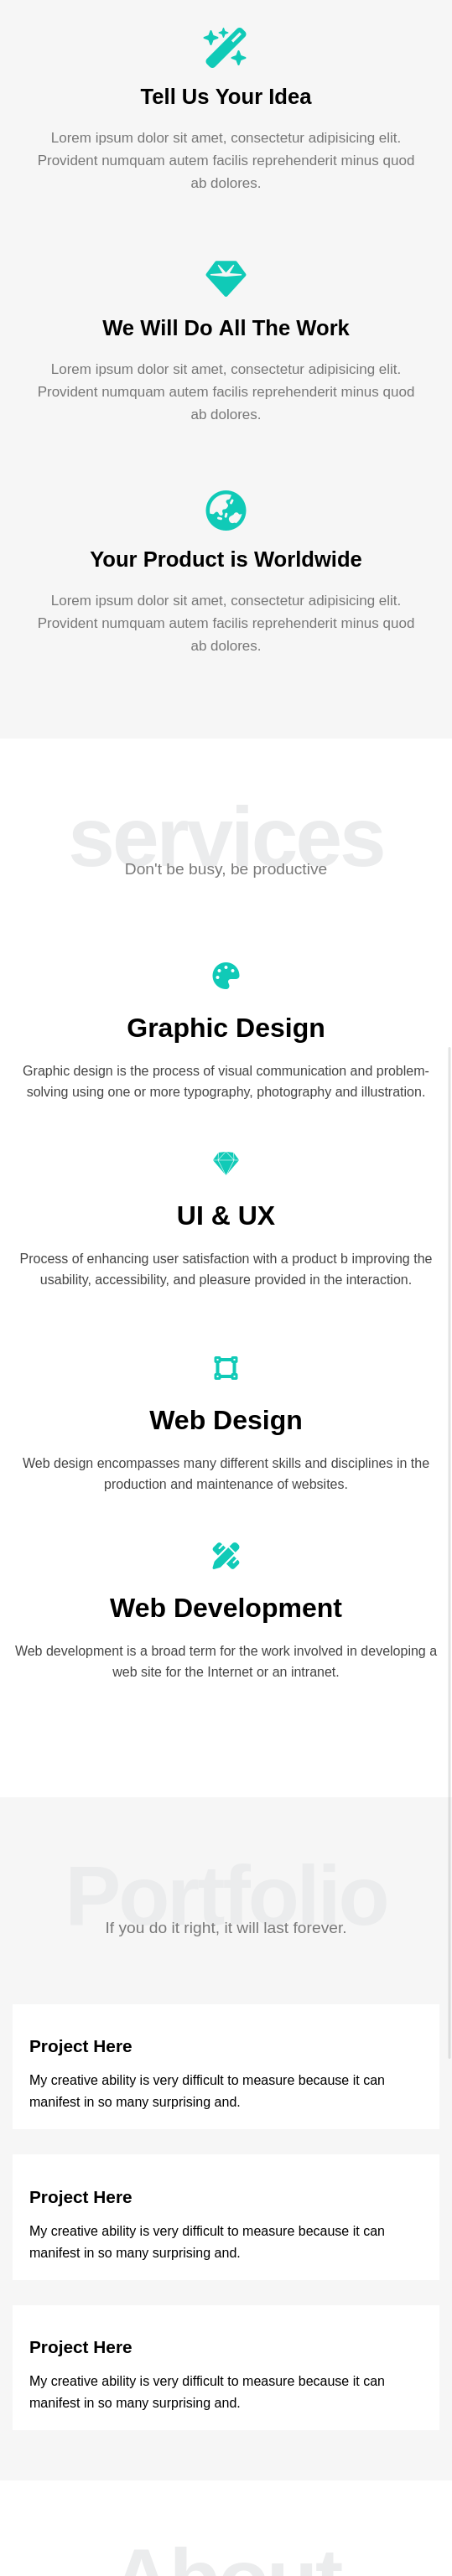 Tell Us Your Idea
Lorem ipsum dolor sit amet, consectetur adipisicing elit.
Provident numquam autem facilis reprehenderit minus quod
ab dolores.
We Will Do All The Work
Lorem ipsum dolor sit amet, consectetur adipisicing elit.
Provident numquam autem facilis reprehenderit minus quod
ab dolores.
Your Product is Worldwide
Lorem ipsum dolor sit amet, consectetur adipisicing elit.
Provident numquam autem facilis reprehenderit minus quod
ab dolores.
services
Don't be busy, be productive
Graphic Design
Graphic design is the process of visual communication and problem-
solving using one or more typography, photography and illustration.
UI & UX
Process of enhancing user satisfaction with a product b improving the
usability, accessibility, and pleasure provided in the interaction.
Web Design
Web design encompasses many different skills and disciplines in the
production and maintenance of websites.
Web Development
Web development is a broad term for the work involved in developing a
web site for the Internet or an intranet.
Portfolio
If you do it right, it will last forever.
Project Here
My creative ability is very difficult to measure because it can
manifest in so many surprising and.
Project Here
My creative ability is very difficult to measure because it can
manifest in so many surprising and.
Project Here
My creative ability is very difficult to measure because it can
manifest in so many surprising and.
About